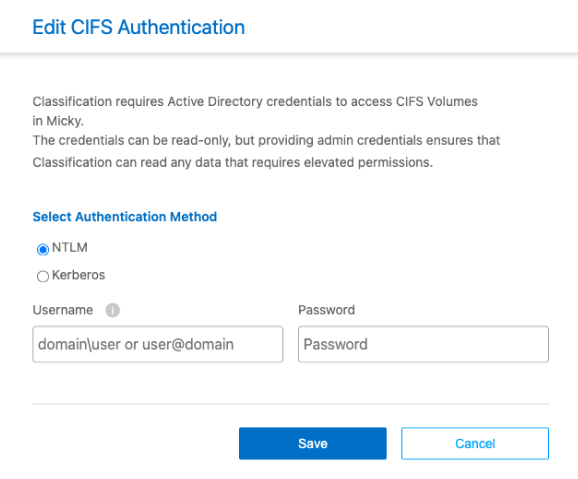 Edit CIFS Authentication
Classification requires Active Directory credentials to access CIFS Volumes
in Micky.
The credentials can be read-only, but providing admin credentials ensures that
Classification can read any data that requires elevated permissions.
Select Authentication Method
NTLM
Kerberos
Username i Password
domain\user or user@domain Password
Save Cancel